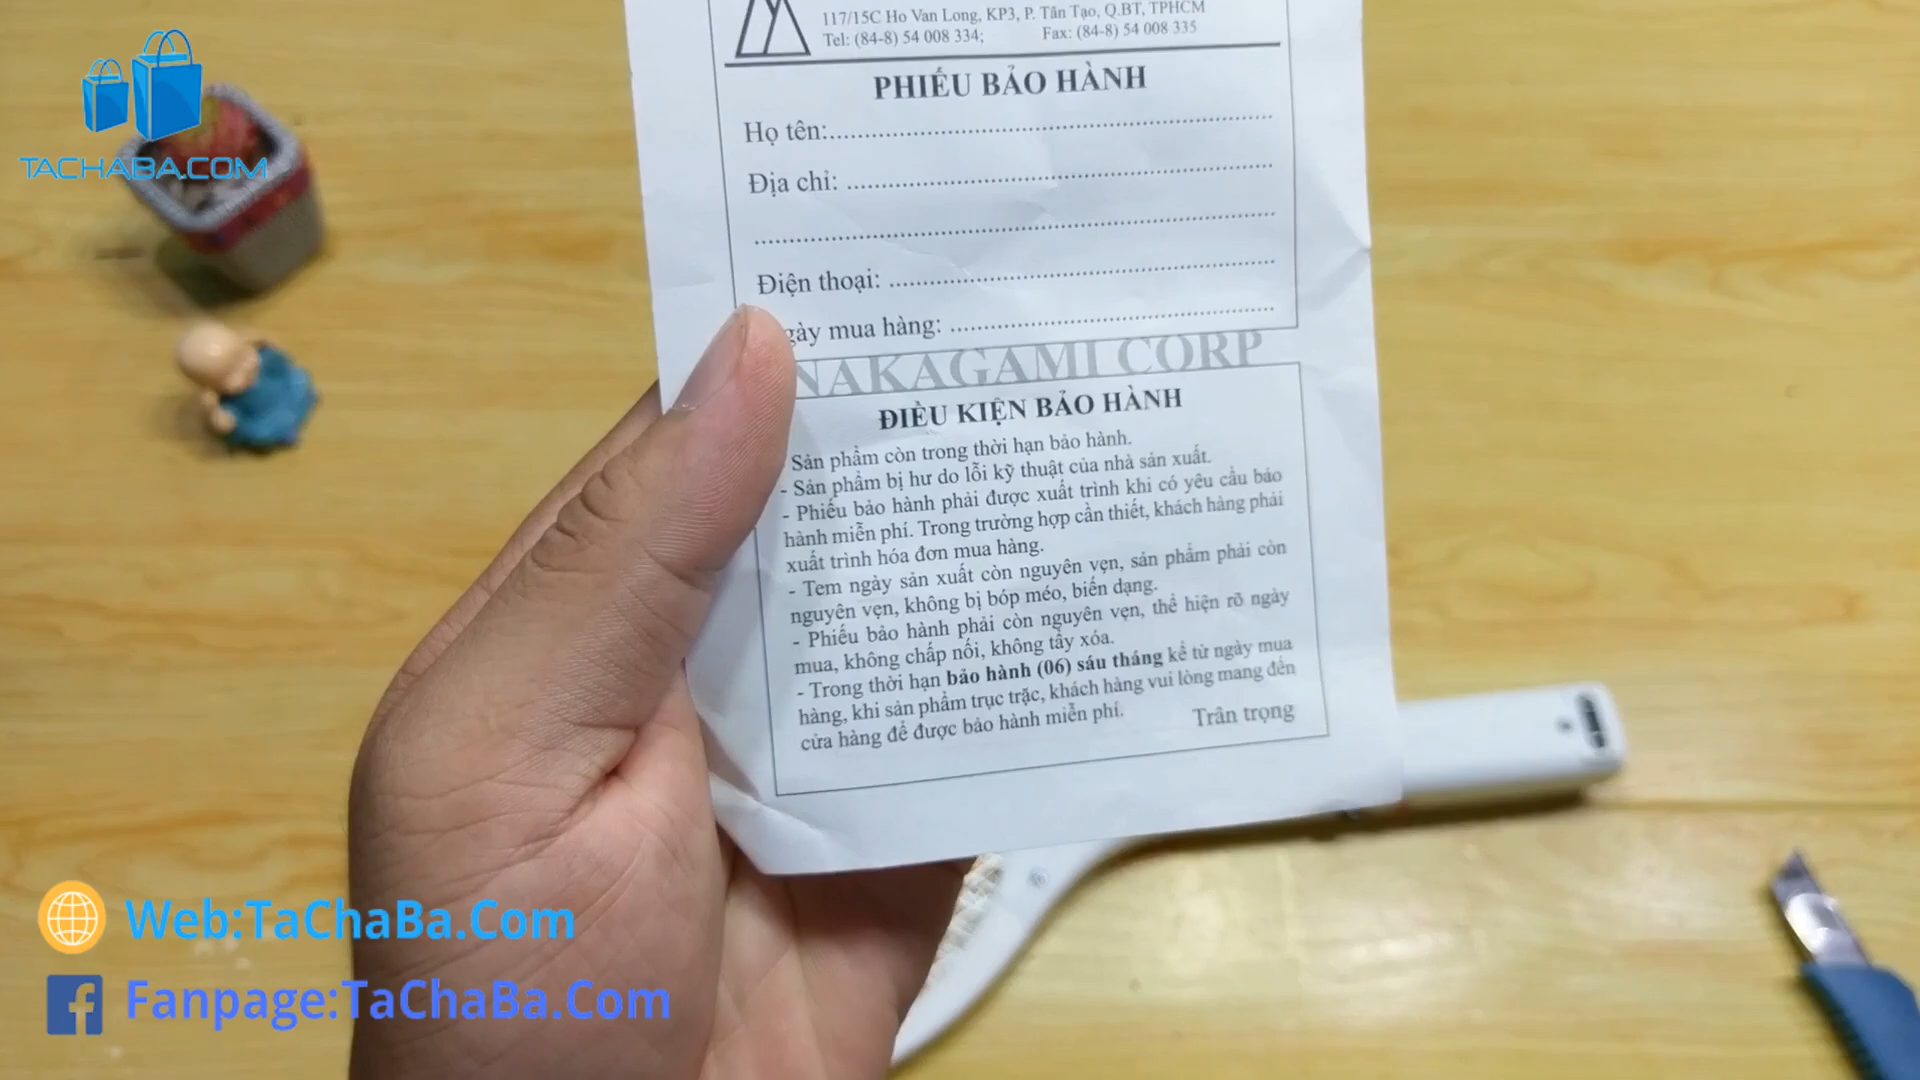 TACHABA.COM
117/15C Ho Van Long, KP3, P. Tân Tạo, Q.BT, TPHCM
Tel: (84-8) 54 008 334; Fax: (84-8) 54 008 335
PHIẾU BẢO HÀNH
Họ tên:
Địa chỉ:
Điện thoại:
gày mua hàng:
NAKAGAMI CORP
ĐIỀU KIỆN BẢO HÀNH
Sản phẩm còn trong thời hạn bảo hành.
- Sản phẩm bị hư do lỗi kỹ thuật của nhà sản xuất.
- Phiếu bảo hành phải được xuất trình khi có yêu cầu bảo
hành miễn phí. Trong trường hợp cần thiết, khách hàng phải
xuất trình hóa đơn mua hàng.
- Tem ngày sản xuất còn nguyên vẹn, sản phẩm phải còn
nguyên vẹn, không bị bóp méo, biến dạng.
- Phiếu bảo hành phải còn nguyên vẹn, thể hiện rõ ngày
mua, không chấp nối, không tẩy xóa.
- Trong thời hạn bảo hành (06) sáu tháng kể từ ngày mua
hàng, khi sản phẩm trục trặc, khách hàng vui lòng mang đến
cửa hàng để được bảo hành miễn phí.
Trân trọng
Web:TaChaBa.Com
Fanpage:TaChaBa.Com